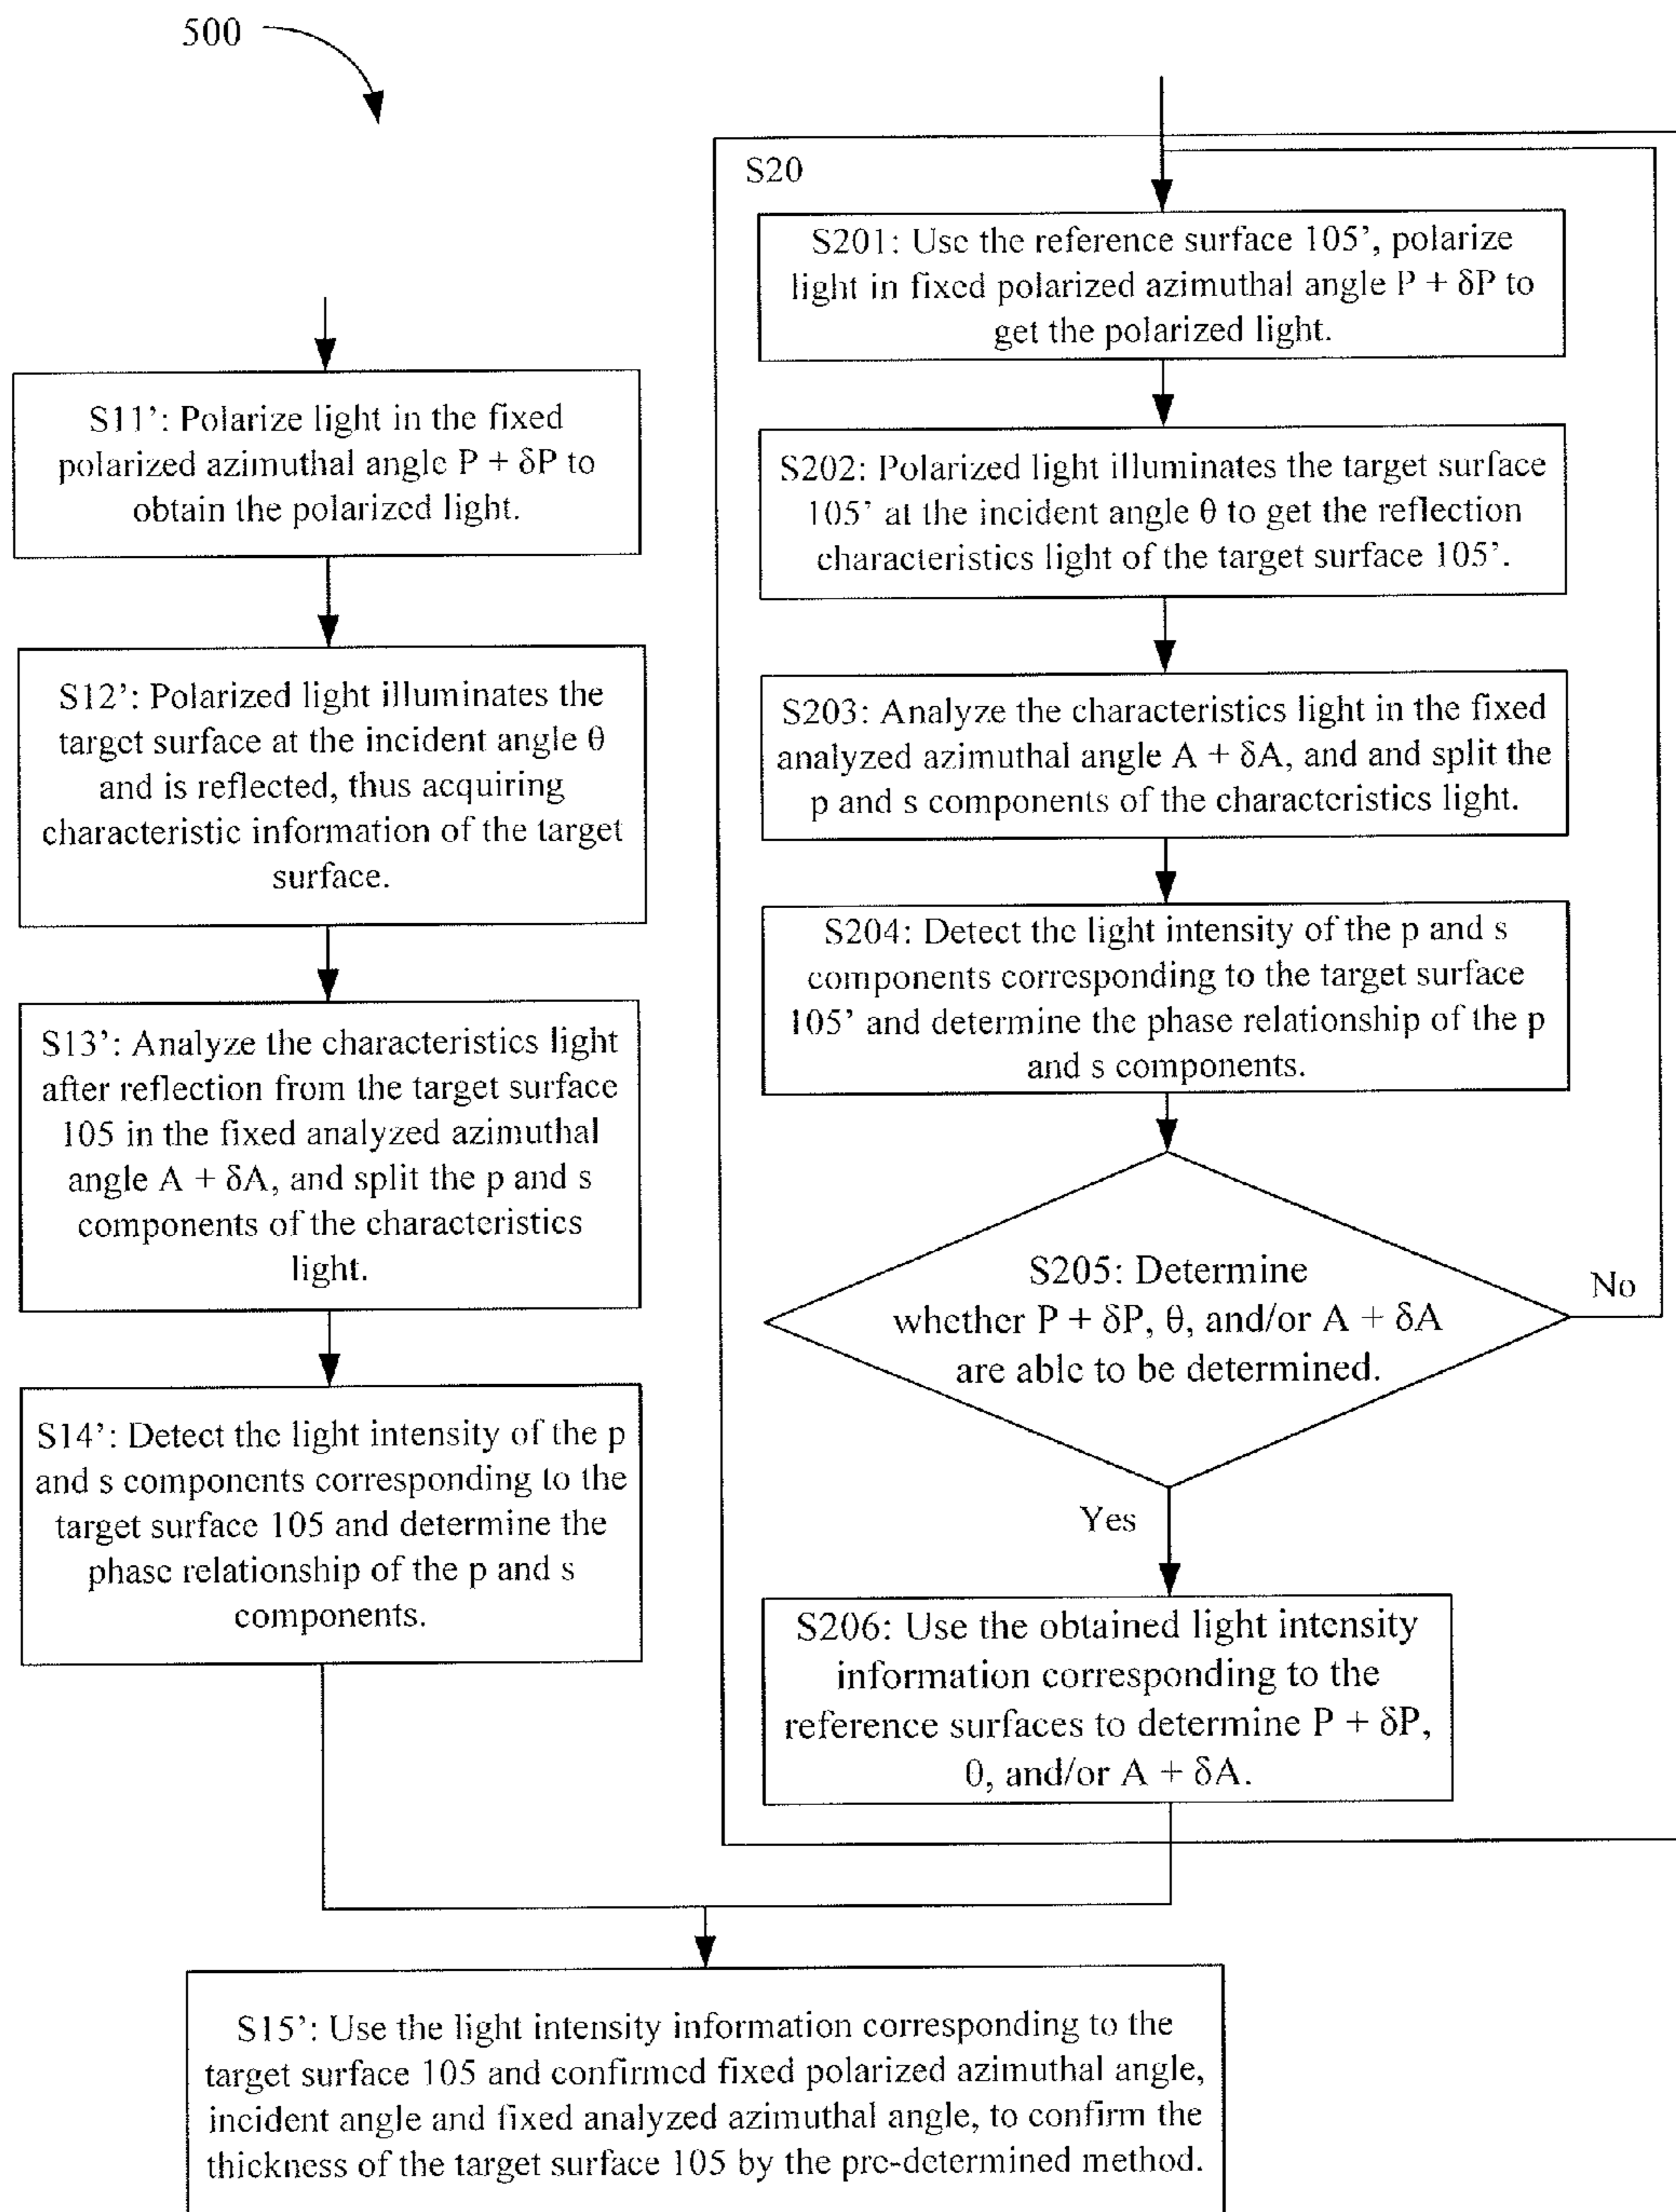 500
S11’: Polarize light in the fixed
polarized azimuthal angle P + δP to
obtain the polarized light.
S12’: Polarized light illuminates the
target surface at the incident angle θ
and is reflected, thus acquiring
characteristic information of the target
surface.
S13’: Analyze the characteristics light
after reflection from the target surface
105 in the fixed analyzed azimuthal
angle A + δA, and split the p and s
components of the characteristics
light.
S14’: Detect the light intensity of the p
and s components corresponding to the
target surface 105 and determine the
phase relationship of the p and s
components.
S20
S201: Use the reference surface 105’, polarize
light in fixed polarized azimuthal angle P + δP to
get the polarized light.
S202: Polarized light illuminates the target surface
105’ at the incident angle θ to get the reflection
characteristics light of the target surface 105’.
S203: Analyze the characteristics light in the fixed
analyzed azimuthal angle A + δA, and and split the
p and s components of the characteristics light.
S204: Detect the light intensity of the p and s
components corresponding to the target surface
105’ and determine the phase relationship of the p
and s components.
S205: Determine
whether P + δP, θ, and/or A + δA
are able to be determined.
No
Yes
S206: Use the obtained light intensity
information corresponding to the
reference surfaces to determine P + δP,
θ, and/or A + δA.
S15’: Use the light intensity information corresponding to the
target surface 105 and confirmed fixed polarized azimuthal angle,
incident angle and fixed analyzed azimuthal angle, to confirm the
thickness of the target surface 105 by the pre-determined method.